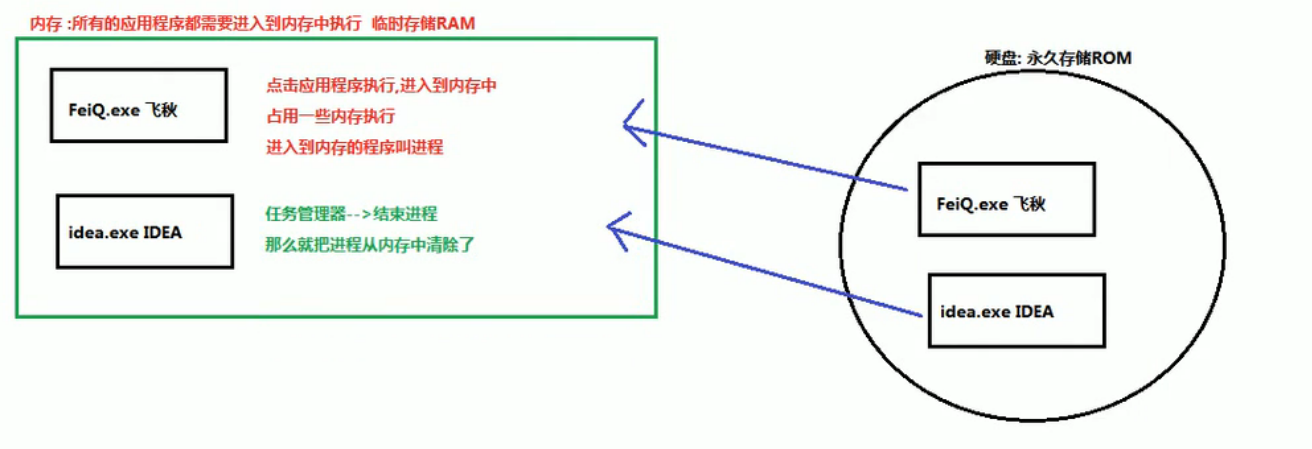 内存 :所有的应用程序都需要进入到内存中执行  临时存储RAM
FeiQ.exe 飞秋
点击应用程序执行,进入到内存中
占用一些内存执行
进入到内存的程序叫进程
idea.exe IDEA
任务管理器-->结束进程
那么就把进程从内存中清除了
硬盘: 永久存储ROM
FeiQ.exe 飞秋
idea.exe IDEA